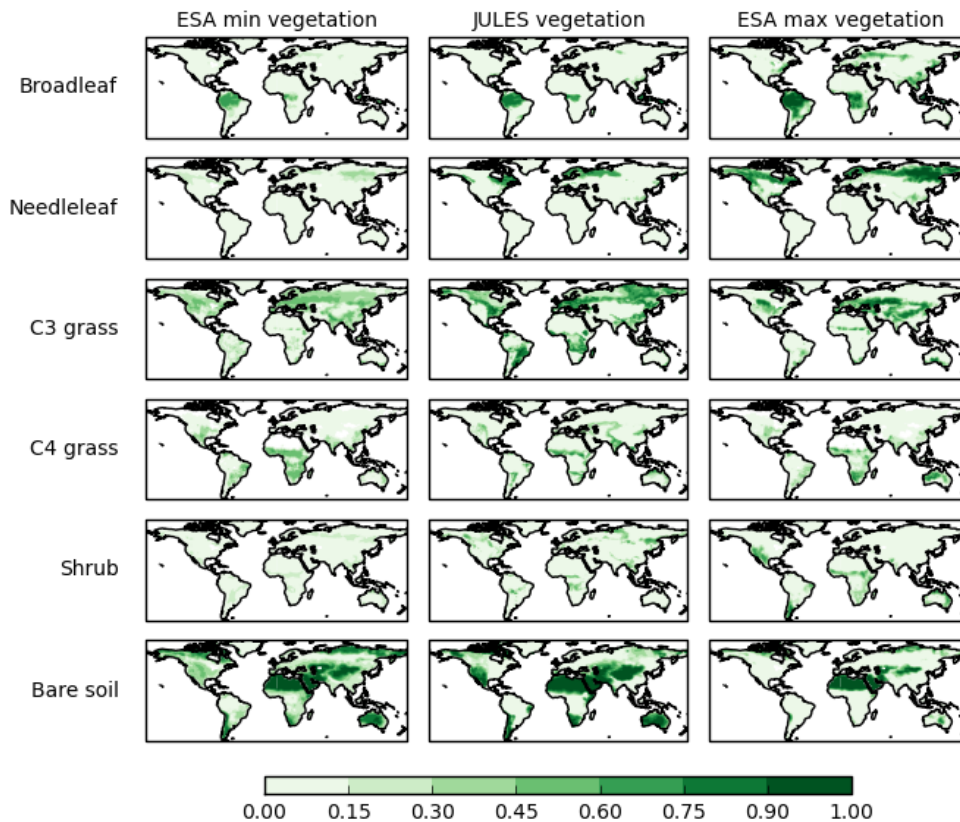 ESA min vegetation JULES vegetation ESA max vegetation
Broadleaf
Needleleaf
C3 grass
C4 grass
Shrub
Bare soil
0.00 0.15 0.30 0.45 0.60 0.75 0.90 1.00